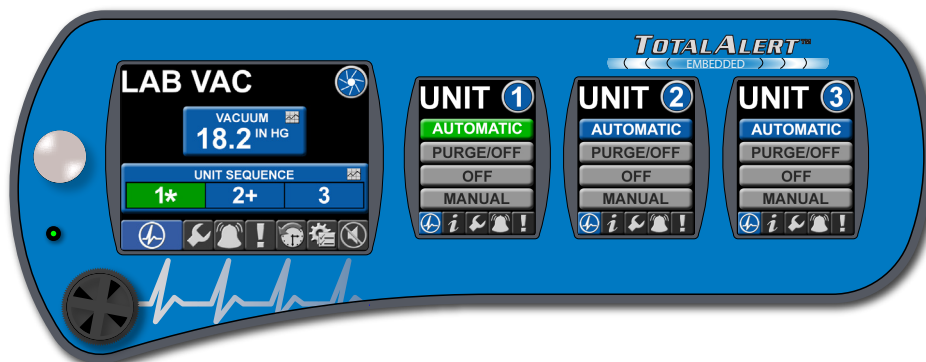 TOTALALERT™
EMBEDDED
LAB VAC
VACUUM
18.2 IN HG
UNIT SEQUENCE
1* 2+ 3
UNIT 1
AUTOMATIC
PURGE/OFF
OFF
MANUAL
i !
UNIT 2
AUTOMATIC
PURGE/OFF
OFF
MANUAL
i !
UNIT 3
AUTOMATIC
PURGE/OFF
OFF
MANUAL
i !